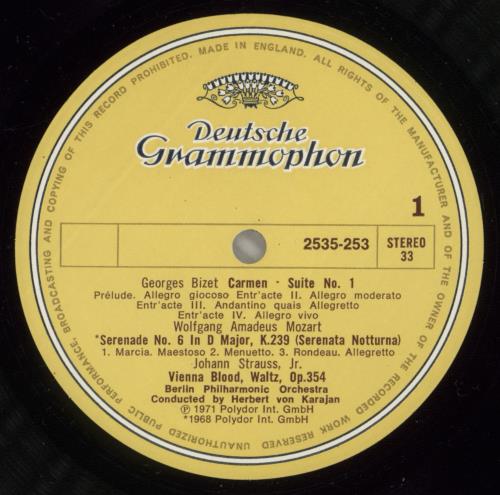 PERFORMANCE, BROADCASTING AND COPYING OF THIS RECORD PROHIBITED. MADE IN ENGLAND. ALL RIGHTS OF THE MANUFACTURER AND OF THE OWNER OF THE RECORDED WORK RESERVED UNAUTHORIZED PUBLIC
Deutsche
Grammophon
1
2535-253
STEREO
33
Georges Bizet Carmen · Suite No. 1
Prélude. Allegro giocoso Entr'acte II. Allegro moderato
Entr'acte III. Andantino quais Allegretto
Entr'acte IV. Allegro vivo
Wolfgang Amadeus Mozart
*Serenade No. 6 In D Major, K.239 (Serenata Notturna)
1. Marcia. Maestoso 2. Menuetto. 3. Rondeau. Allegretto
Johann Strauss, Jr.
Vienna Blood, Waltz, Op.354
Berlin Philharmonic Orchestra
Conducted by Herbert von Karajan
Ⓟ 1971 Polydor Int. GmbH
*1968 Polydor Int. GmbH